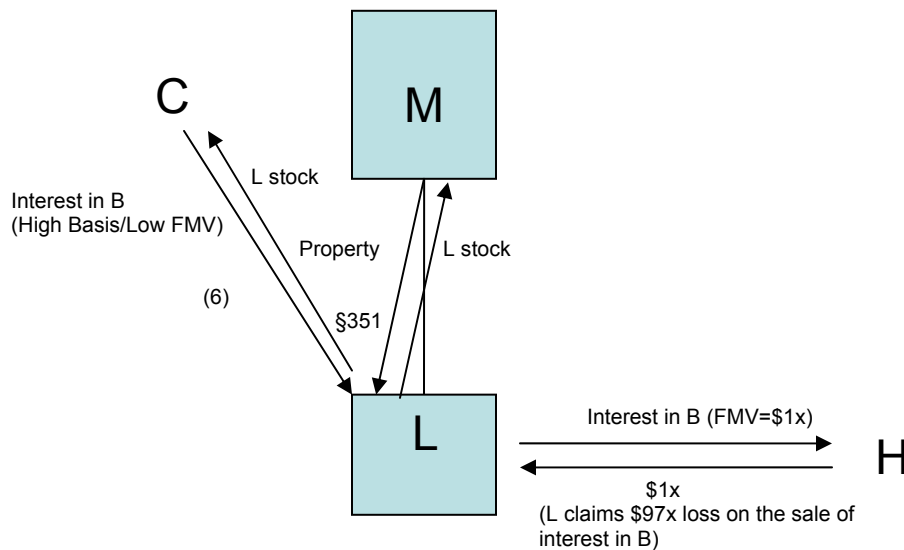 M
C
L stock
Interest in B
(High Basis/Low FMV)
Property
L stock
(6)
§351
L
Interest in B (FMV=$1x)
H
$1x
(L claims $97x loss on the sale of
interest in B)